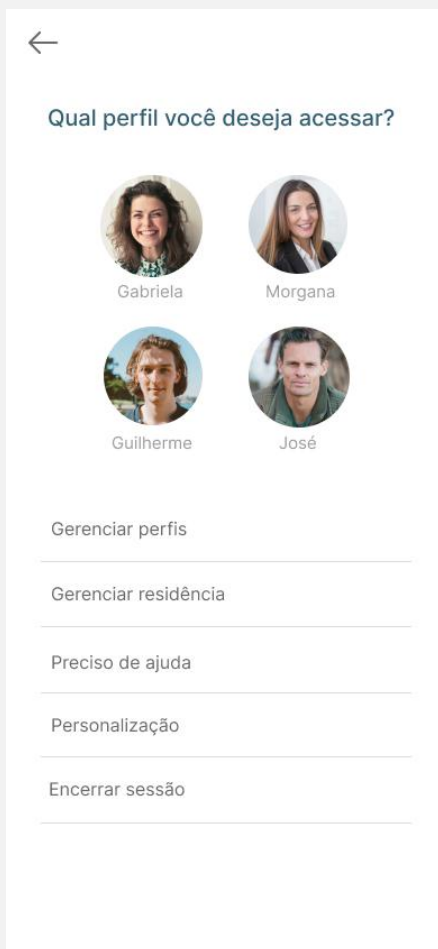 Qual perfil você deseja acessar?
Gabriela
Morgana
Guilherme
José
Gerenciar perfis
Gerenciar residência
Preciso de ajuda
Personalização
Encerrar sessão